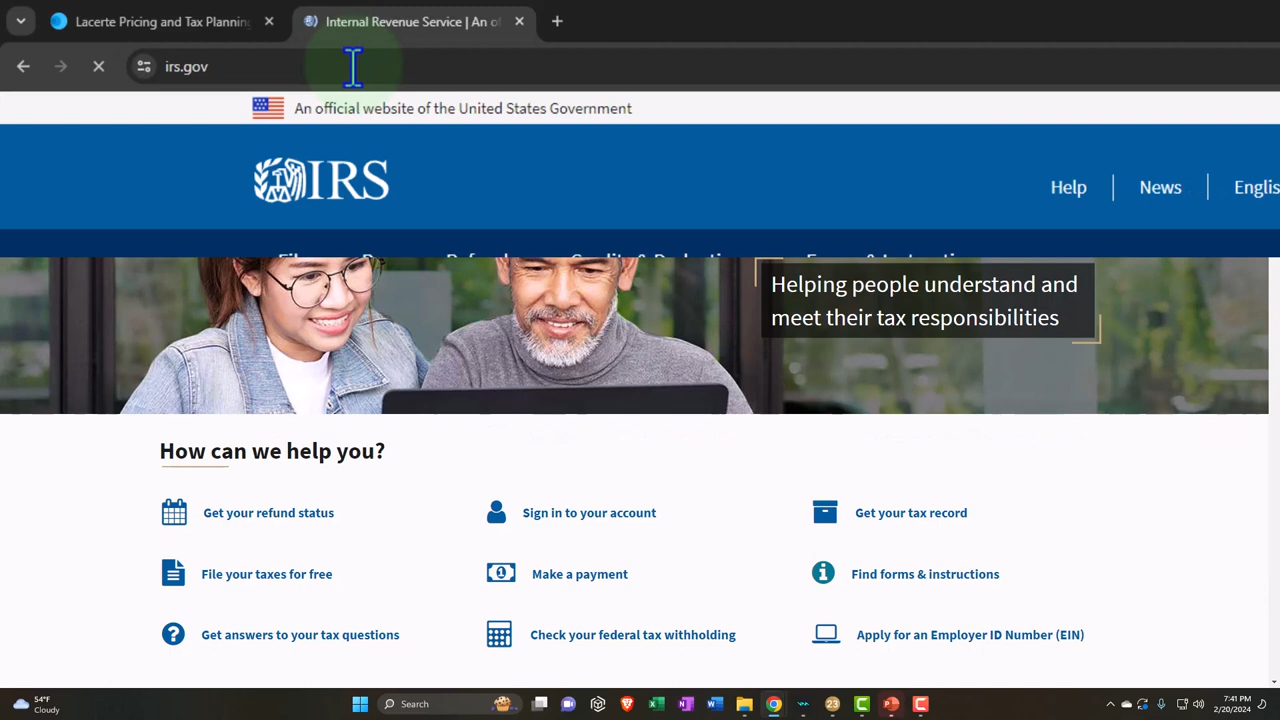 Lacerte Pricing and Tax Planning
Internal Revenue Service | An of
irs.gov
An official website of the United States Government
IRS
Help
News
Englis
Helping people understand and
meet their tax responsibilities
How can we help you?
Get your refund status
Sign in to your account
Get your tax record
File your taxes for free
Make a payment
Find forms & instructions
Get answers to your tax questions
Check your federal tax withholding
Apply for an Employer ID Number (EIN)
54°F
Cloudy
Search
23
7:41 PM
2/20/2024